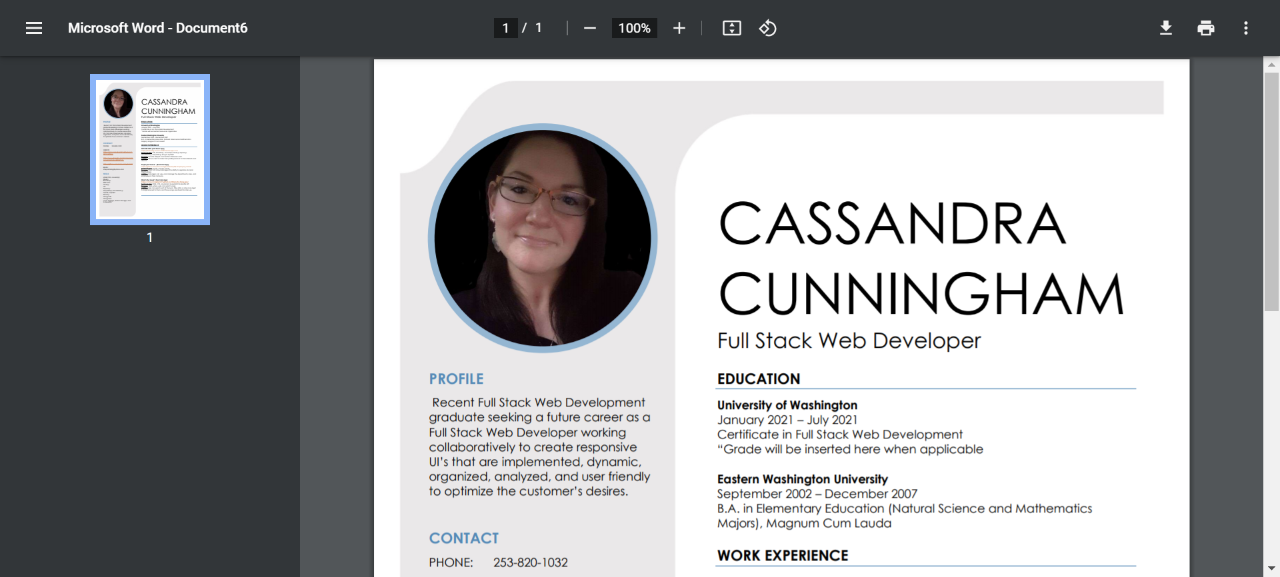 Microsoft Word - Document6
1 / 1
100%
1
CASSANDRA
CUNNINGHAM
Full Stack Web Developer
PROFILE
Recent Full Stack Web Development
graduate seeking a future career as a
Full Stack Web Developer working
collaboratively to create responsive
UI's that are implemented, dynamic,
organized, analyzed, and user friendly
to optimize the customer's desires.
CONTACT
PHONE: 253-820-1032
EDUCATION
University of Washington
January 2021 – July 2021
Certificate in Full Stack Web Development
“Grade will be inserted here when applicable
Eastern Washington University
September 2002 – December 2007
B.A. in Elementary Education (Natural Science and Mathematics
Majors), Magnum Cum Lauda
WORK EXPERIENCE